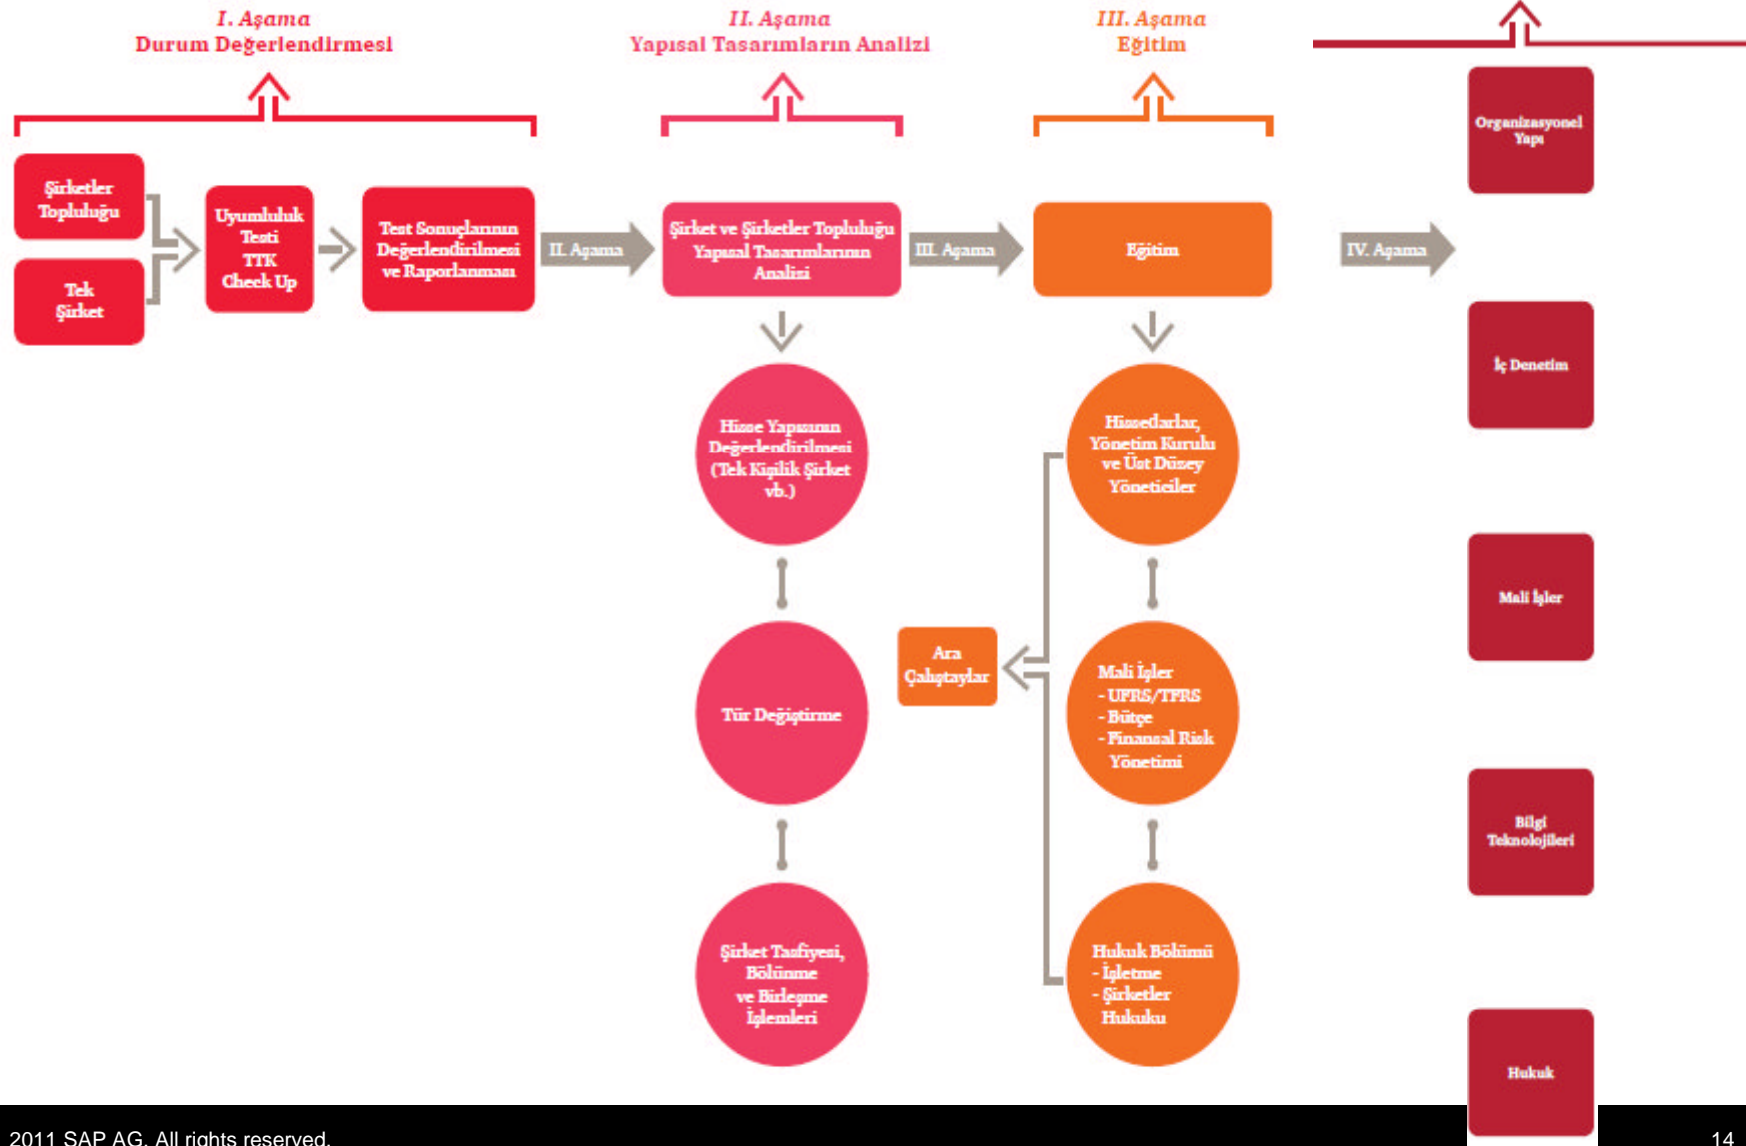 I. Aşama
Durum Değerlendirmesi
II. Aşama
Yapısal Tasarımların Analizi
III. Aşama
Eğitim
Şirketler
Topluluğu
Tek
Şirket
Uyumluluk
Testi
TTK
Check Up
Test Sonuçlarının
Değerlendirilmesi
ve Raporlanması
II. Aşama
Şirket ve Şirketler Topluluğu
Yapısal Tasarımlarının
Analizi
III. Aşama
Eğitim
IV. Aşama
Hisse Yapısının
Değerlendirilmesi
(Tek Kişilik Şirket
vb.)
Tür Değiştirme
Şirket Tasfiyesi,
Bölünme
ve Birleşme
İşlemleri
Hissedarlar,
Yönetim Kurulu
ve Üst Düzey
Yöneticiler
Ara
Çalıştaylar
Mali İşler
- UFRS/TFRS
- Bütçe
- Finansal Risk
Yönetimi
Hukuk Bölümü
- İşletme
- Şirketler
Hukuku
Organizasyonel
Yapı
İç Denetim
Mali İşler
Bilgi
Teknolojileri
Hukuk
2011 SAP AG. All rights reserved.
14